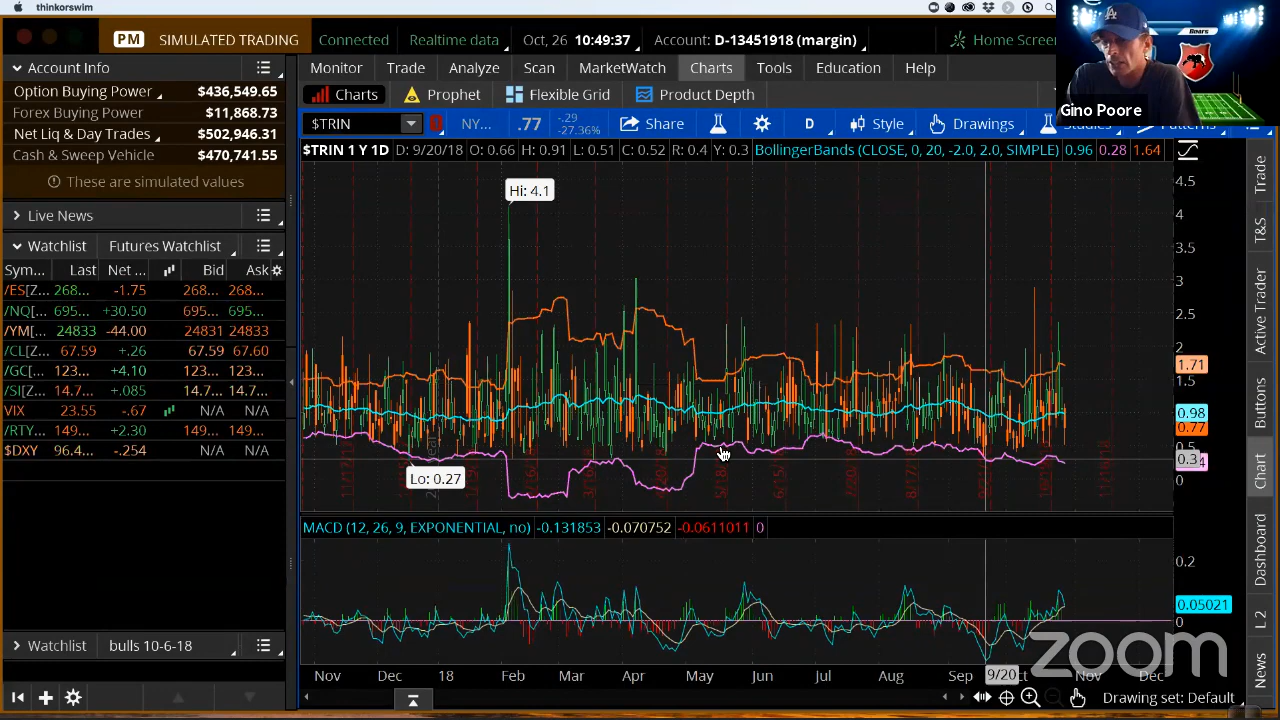 thinkorswim
PM SIMULATED TRADING Connected Realtime data Oct, 26 10:49:37 Account: D-13451918 (margin) Home Screen
Account Info
Option Buying Power $436,549.65
Forex Buying Power $11,868.73
Net Liq & Day Trades $502,946.31
Cash & Sweep Vehicle $470,741.55
These are simulated values
Live News
Watchlist Futures Watchlist
Sym... Last Net ... Bid Ask
/ES[Z... 268... -1.75 268... 268...
/NQ[... 695... +30.50 695... 695...
/YM[... 24833 -44.00 24831 24833
/CL[Z... 67.59 +.26 67.59 67.60
/GC[... 123... +4.10 123... 123...
/SI[Z... 14.7... +.085 14.7... 14.7...
VIX 23.55 -.67 N/A N/A
/RTY... 149... +2.30 149... 149...
$DXY 96.4... -.254 N/A N/A
Watchlist bulls 10-6-18
Monitor Trade Analyze Scan MarketWatch Charts Tools Education Help
Charts Prophet Flexible Grid Product Depth
$TRIN NY... .77 -.29 -27.36% Share D Style Drawings Studies Patterns
$TRIN 1 Y 1D D: 9/20/18 O: 0.66 H: 0.91 L: 0.51 C: 0.52 R: 0.4 Y: 0.3 BollingerBands (CLOSE, 0, 20, -2.0, 2.0, SIMPLE) 0.96 0.28 1.64
Hi: 4.1
Lo: 0.27
4.5
4
3.5
3
2.5
2
1.71
1.5
0.98
0.77
0.5
0.3
0
MACD (12, 26, 9, EXPONENTIAL, no) -0.131853 -0.070752 -0.0611011 0
0.2
0.05021
0
Nov Dec 18 Feb Mar Apr May Jun Jul Aug Sep 9/20 Nov Dec
Drawing set: Default
Bears
Gino Poore
Trade
T&S
Active Trader
Buttons
Chart
Dashboard
L 2
News
zoom